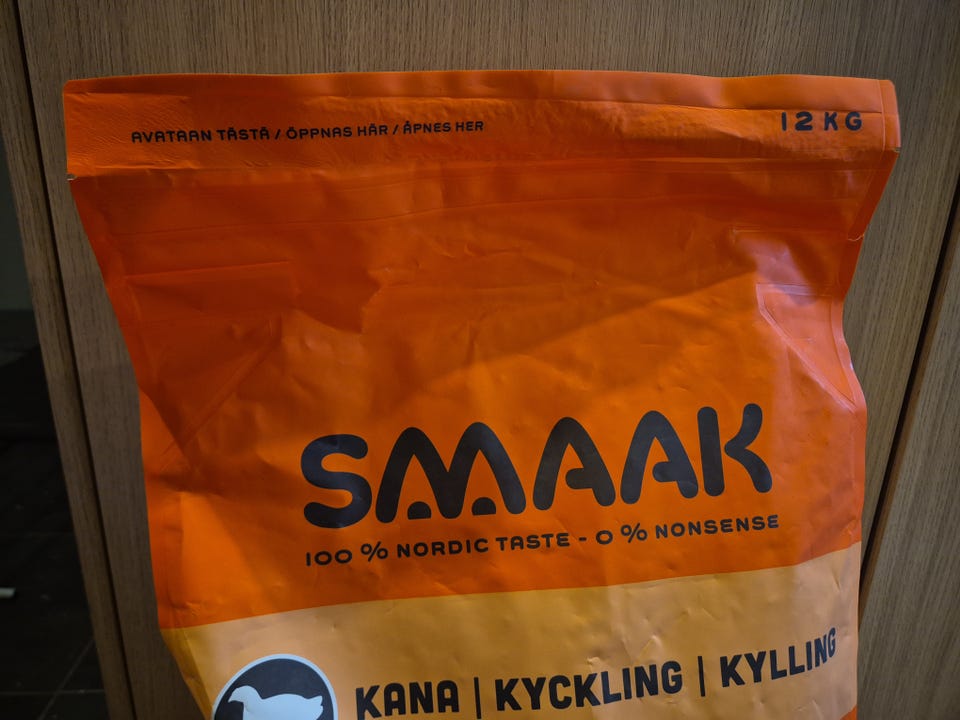 AVATAAN TÄSTÄ / ÖPPNAS HÄR / ÅPNES HER
12 KG
SMAAK
100 % NORDIC TASTE - 0 % NONSENSE
KANA | KYCKLING | KYLLING